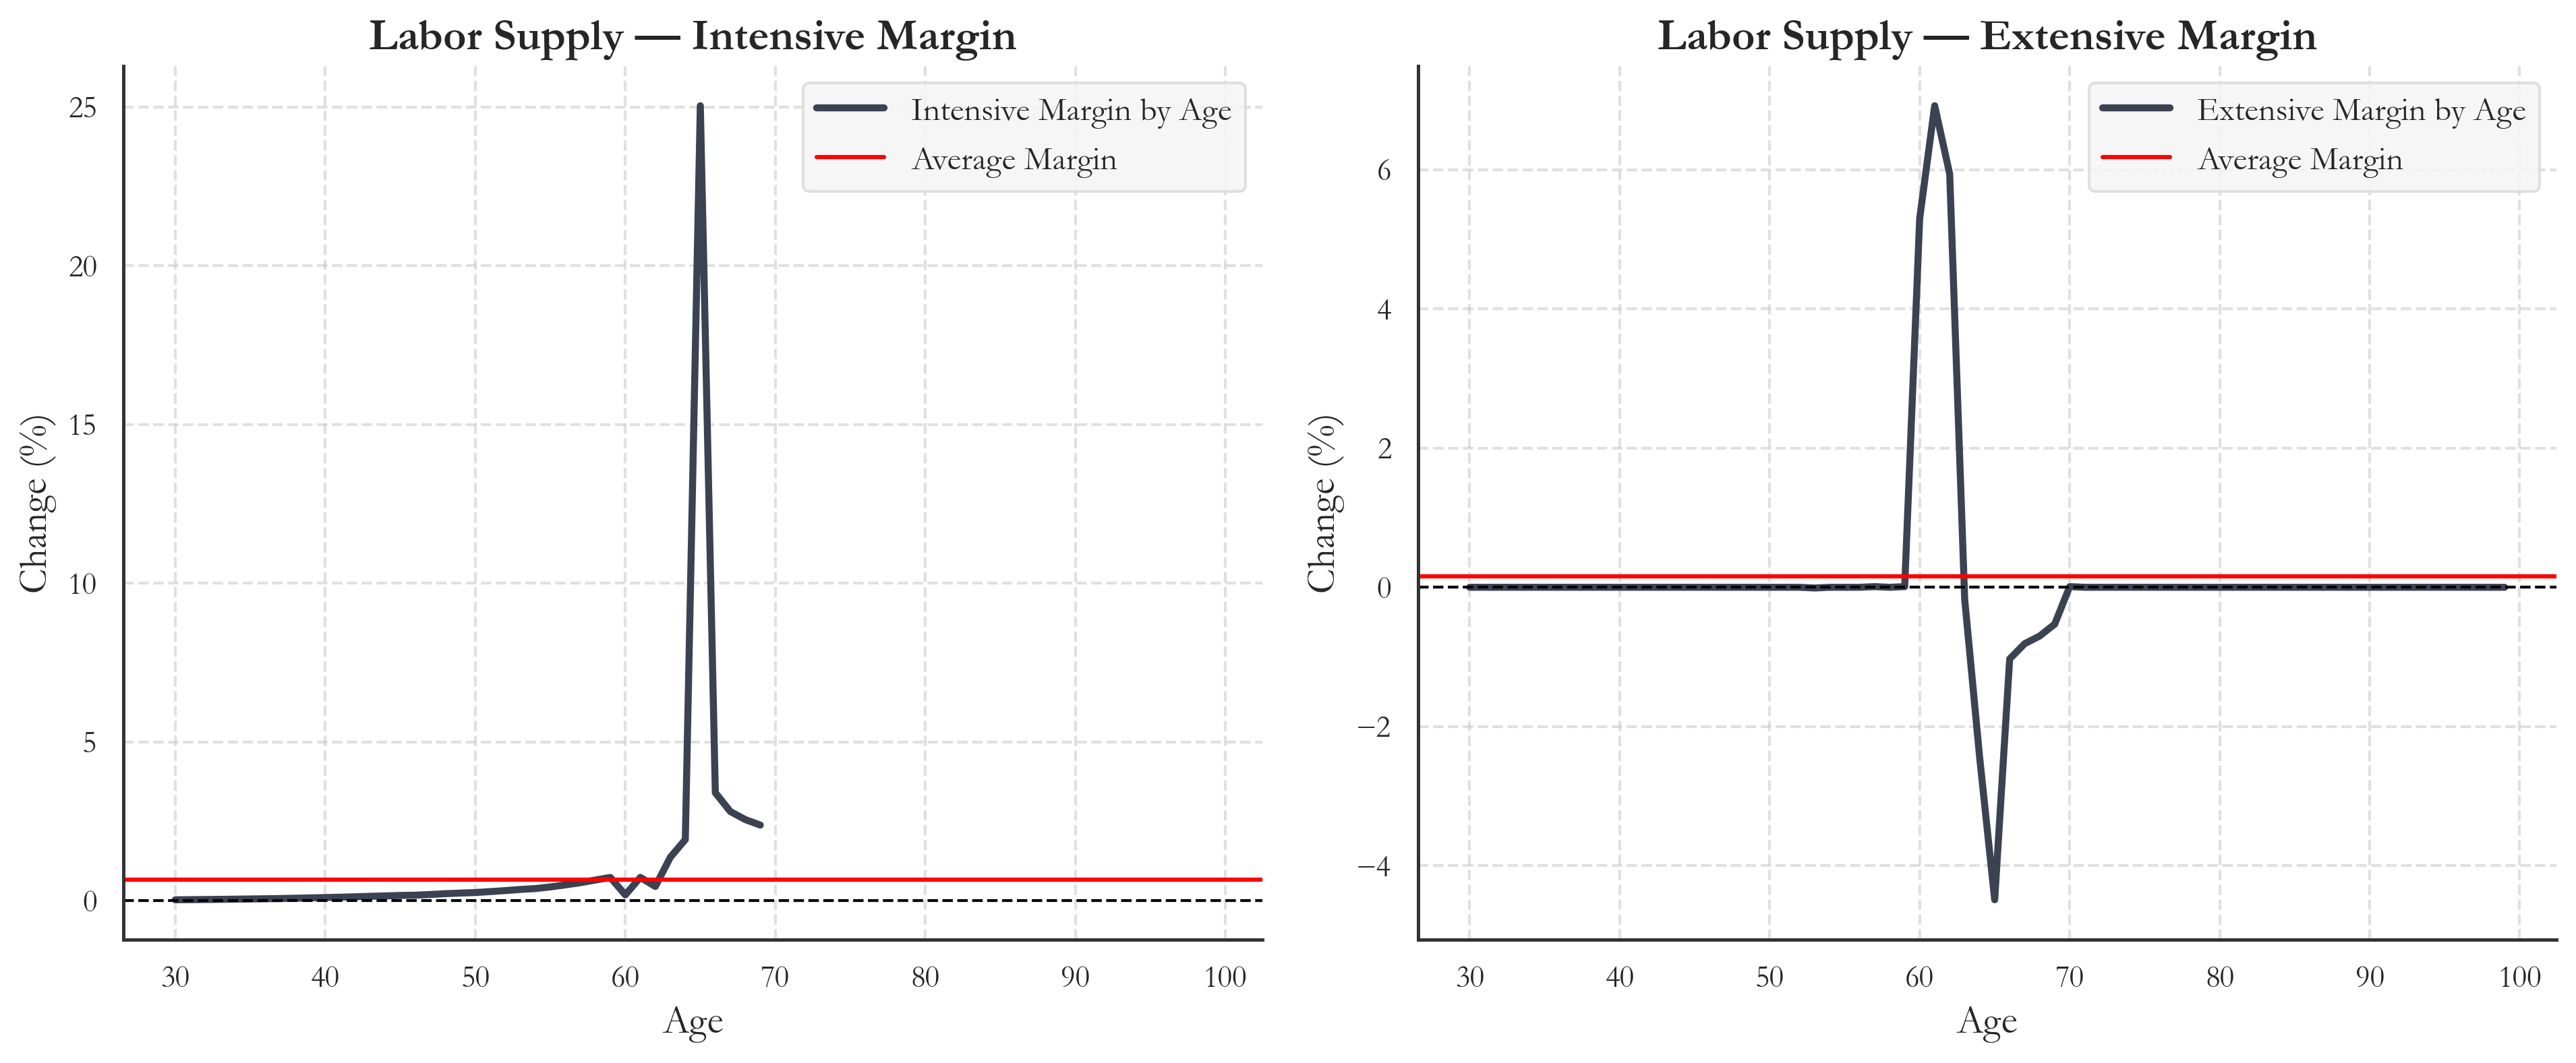 Labor Supply — Intensive Margin
Change (%)
25
20
15
10
5
0
30 40 50 60 70 80 90 100
Age
Intensive Margin by Age
Average Margin
Labor Supply — Extensive Margin
Change (%)
6
4
2
0
−2
−4
30 40 50 60 70 80 90 100
Age
Extensive Margin by Age
Average Margin